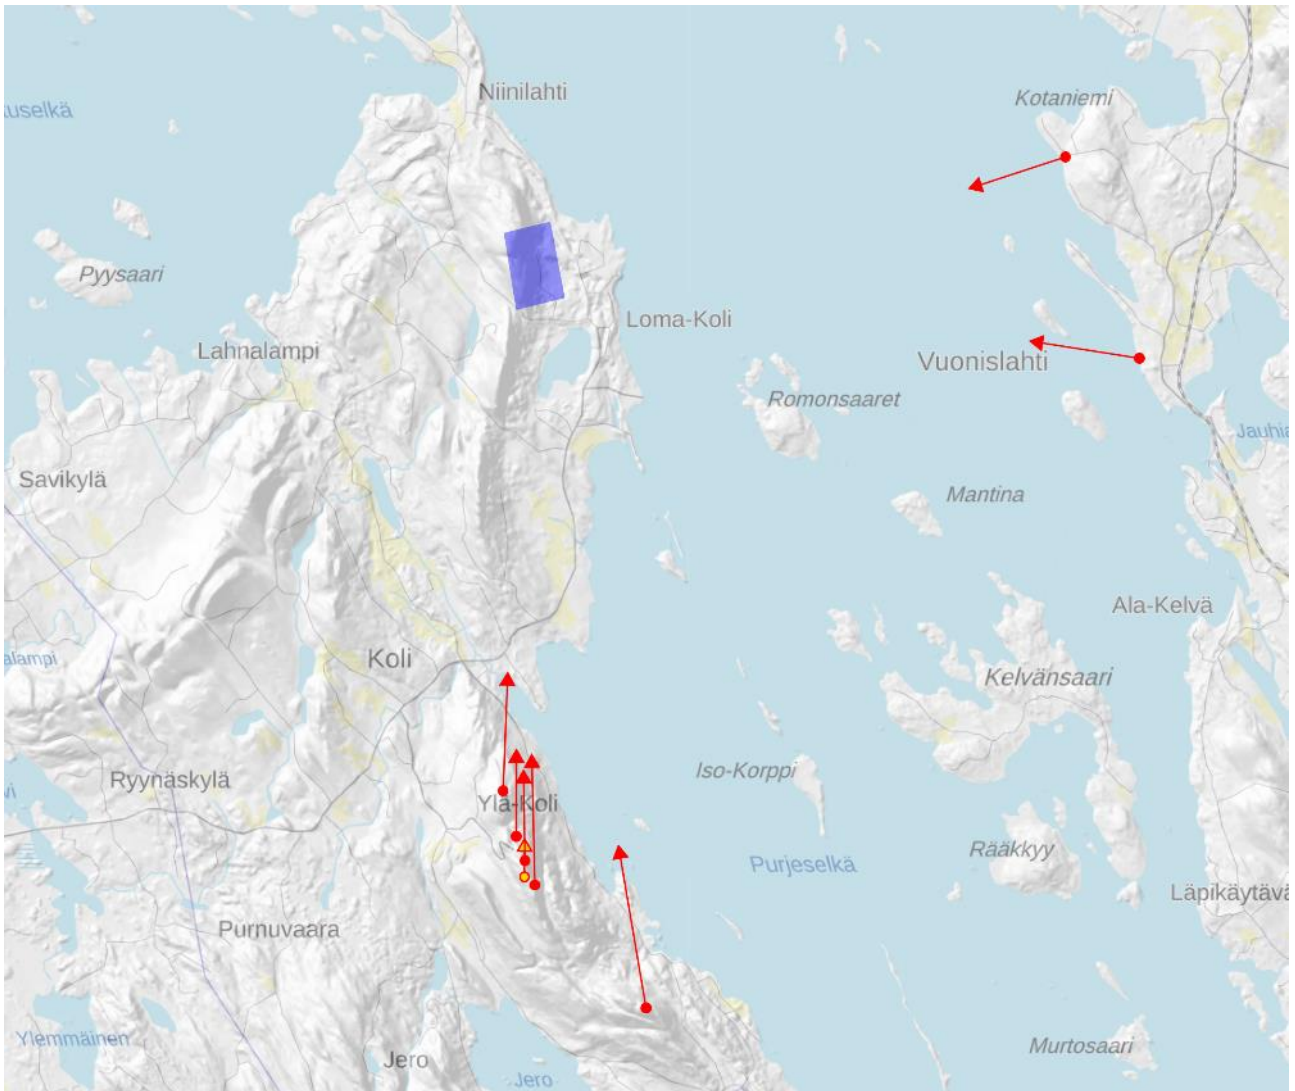 Niinilahti
Kotaniemi
uselkä
Pyysaari
Loma-Koli
Lahnalampi
Vuonislahti
Romonsaaret
Jauhia
Savikylä
Mantina
Ala-Kelvä
Koli
alampi
Kelvänsaari
Iso-Korppi
Ryynäskylä
vi
Ylä-Koli
Rääkkyy
Purjeselkä
Läpikäytävä
Purnuvaara
Ylemmäinen
Murtosaari
Jero
Jero